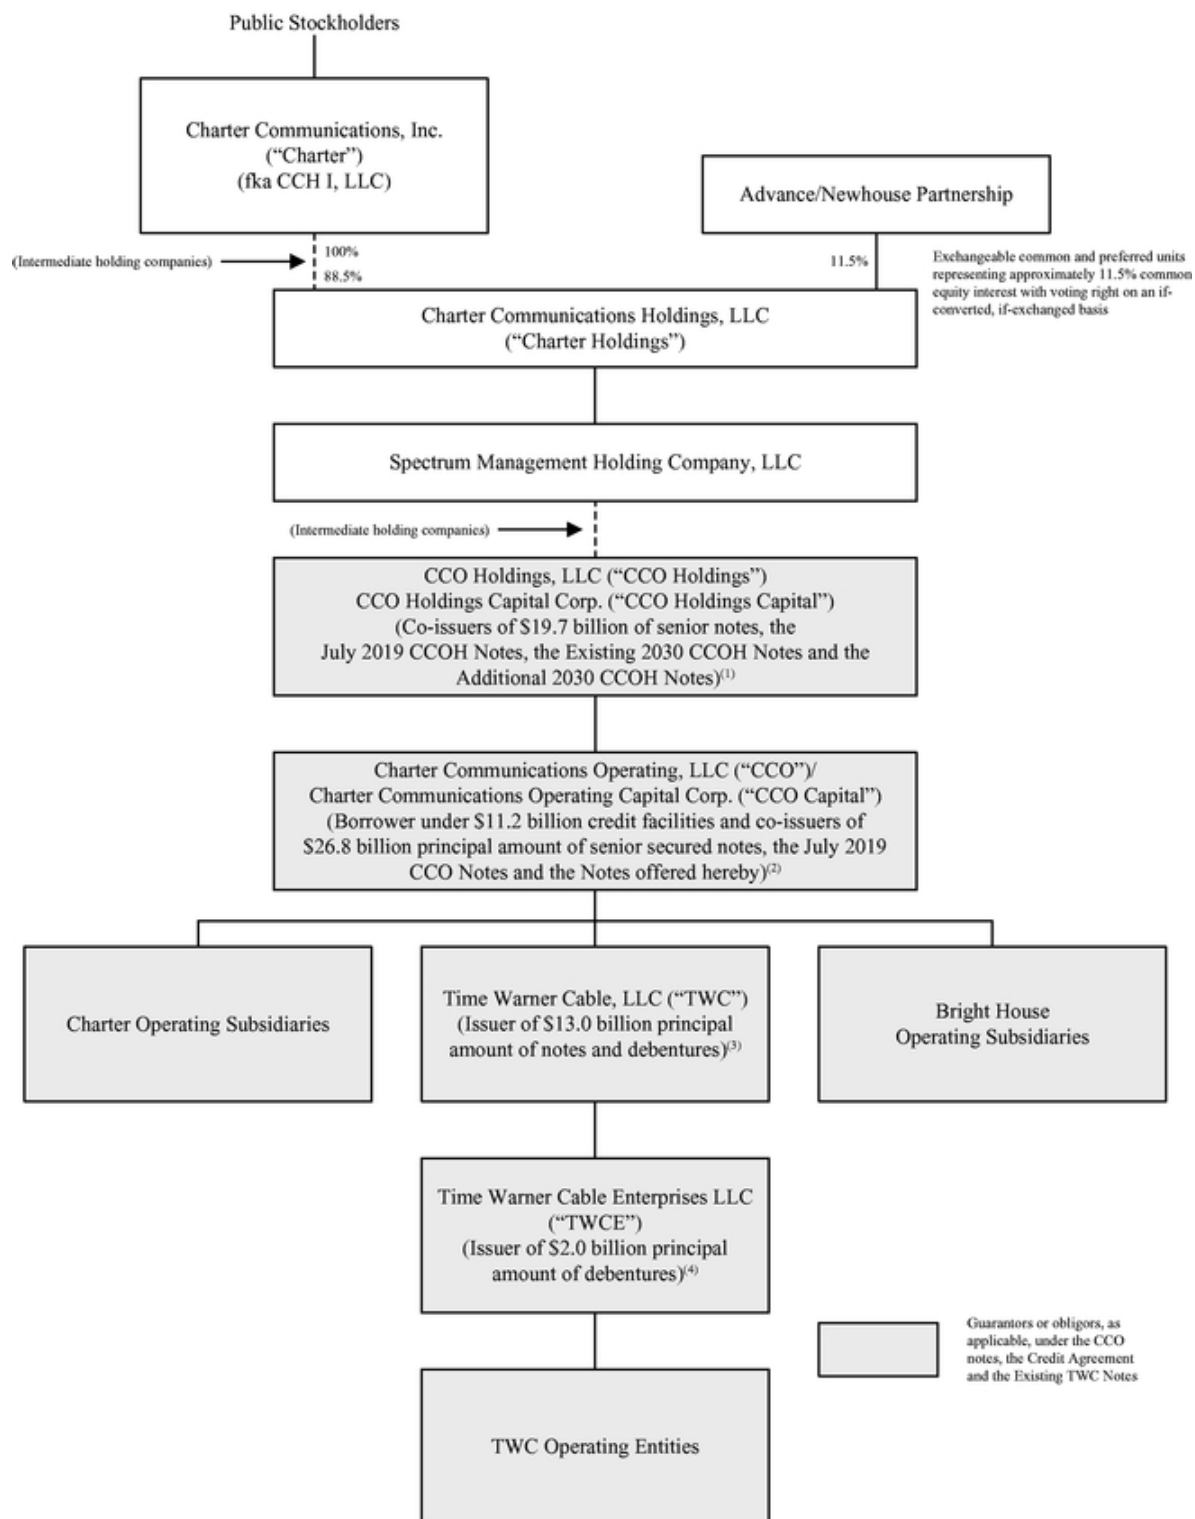 Public Stockholders
Charter Communications, Inc.
(“Charter”)
(fka CCH I, LLC)
Advance/Newhouse Partnership
(Intermediate holding companies)
100%
88.5%
11.5%
Exchangeable common and preferred units
representing approximately 11.5% common
equity interest with voting right on an if-
converted, if-exchanged basis
Charter Communications Holdings, LLC
(“Charter Holdings”)
Spectrum Management Holding Company, LLC
(Intermediate holding companies)
CCO Holdings, LLC (“CCO Holdings”)
CCO Holdings Capital Corp. (“CCO Holdings Capital”)
(Co-issuers of $19.7 billion of senior notes, the
July 2019 CCOH Notes, the Existing 2030 CCOH Notes and the
Additional 2030 CCOH Notes)(1)
Charter Communications Operating, LLC (“CCO”)/
Charter Communications Operating Capital Corp. (“CCO Capital”)
(Borrower under $11.2 billion credit facilities and co-issuers of
$26.8 billion principal amount of senior secured notes, the July 2019
CCO Notes and the Notes offered hereby)(2)
Charter Operating Subsidiaries
Time Warner Cable, LLC (“TWC”)
(Issuer of $13.0 billion principal
amount of notes and debentures)(3)
Bright House
Operating Subsidiaries
Time Warner Cable Enterprises LLC
(“TWCE”)
(Issuer of $2.0 billion principal
amount of debentures)(4)
Guarantors or obligors, as
applicable, under the CCO
notes, the Credit Agreement
and the Existing TWC Notes
TWC Operating Entities